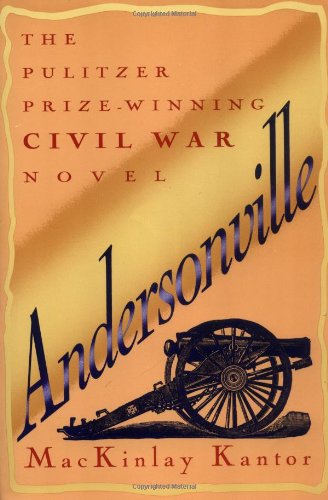 THE
PULITZER
PRIZE-WINNING
CIVIL WAR
NOVEL
Andersonville
MacKinlay Kantor